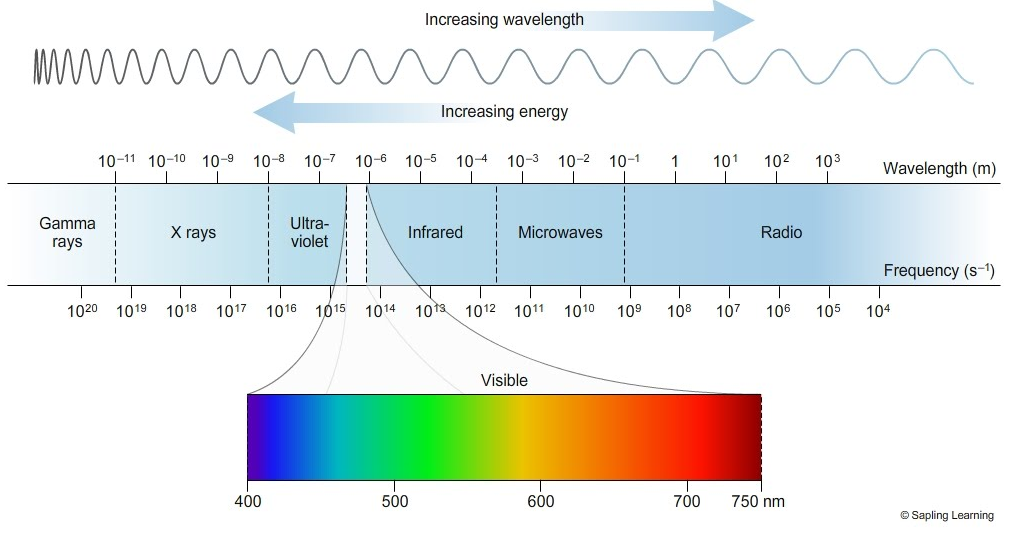 Increasing wavelength
Increasing energy
10⁻¹¹ 10⁻¹⁰ 10⁻⁹ 10⁻⁸ 10⁻⁷ 10⁻⁶ 10⁻⁵ 10⁻⁴ 10⁻³ 10⁻² 10⁻¹ 1 10¹ 10² 10³ Wavelength (m)
Gamma
rays
X rays
Ultra-
violet
Infrared
Microwaves
Radio
Frequency (s⁻¹)
10²⁰ 10¹⁹ 10¹⁸ 10¹⁷ 10¹⁶ 10¹⁵ 10¹⁴ 10¹³ 10¹² 10¹¹ 10¹⁰ 10⁹ 10⁸ 10⁷ 10⁶ 10⁵ 10⁴
Visible
400 500 600 700 750 nm
© Sapling Learning